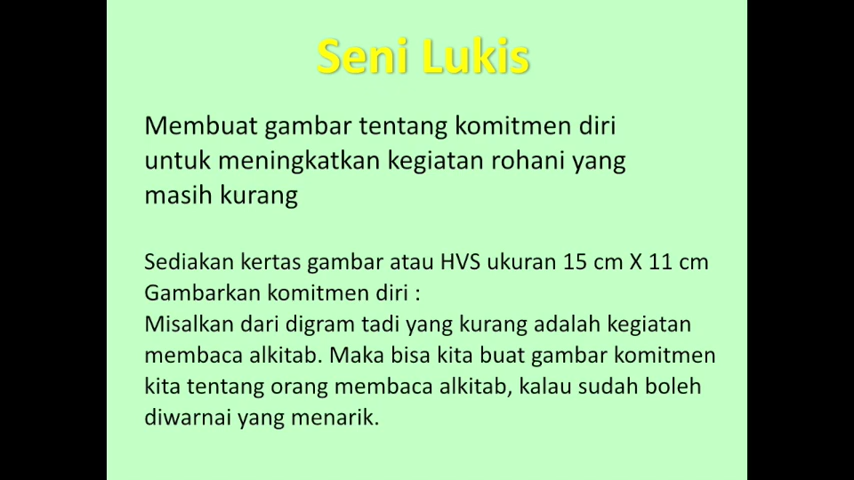 Seni Lukis
Membuat gambar tentang komitmen diri
untuk meningkatkan kegiatan rohani yang
masih kurang
Sediakan kertas gambar atau HVS ukuran 15 cm X 11 cm
Gambarkan komitmen diri :
Misalkan dari digram tadi yang kurang adalah kegiatan
membaca alkitab. Maka bisa kita buat gambar komitmen
kita tentang orang membaca alkitab, kalau sudah boleh
diwarnai yang menarik.